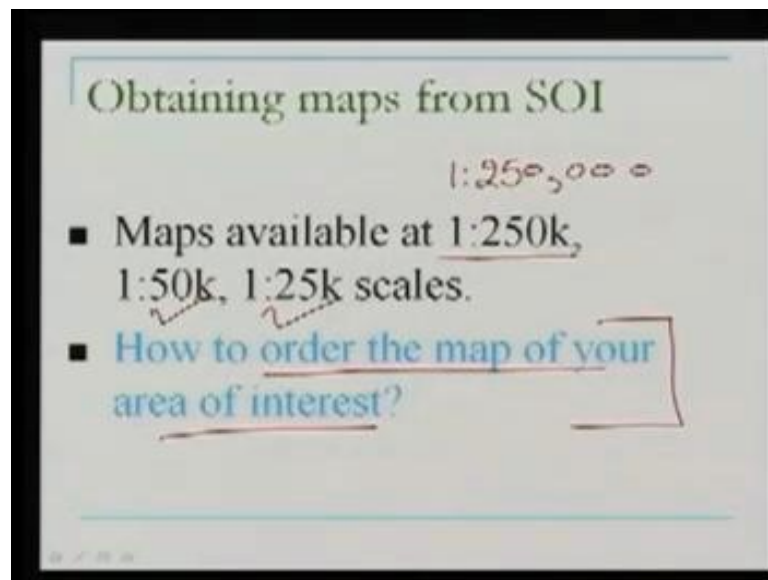 Obtaining maps from SOI
1:250,000
■ Maps available at 1:250k,
1:50k, 1:25k scales.
■ How to order the map of your
area of interest?